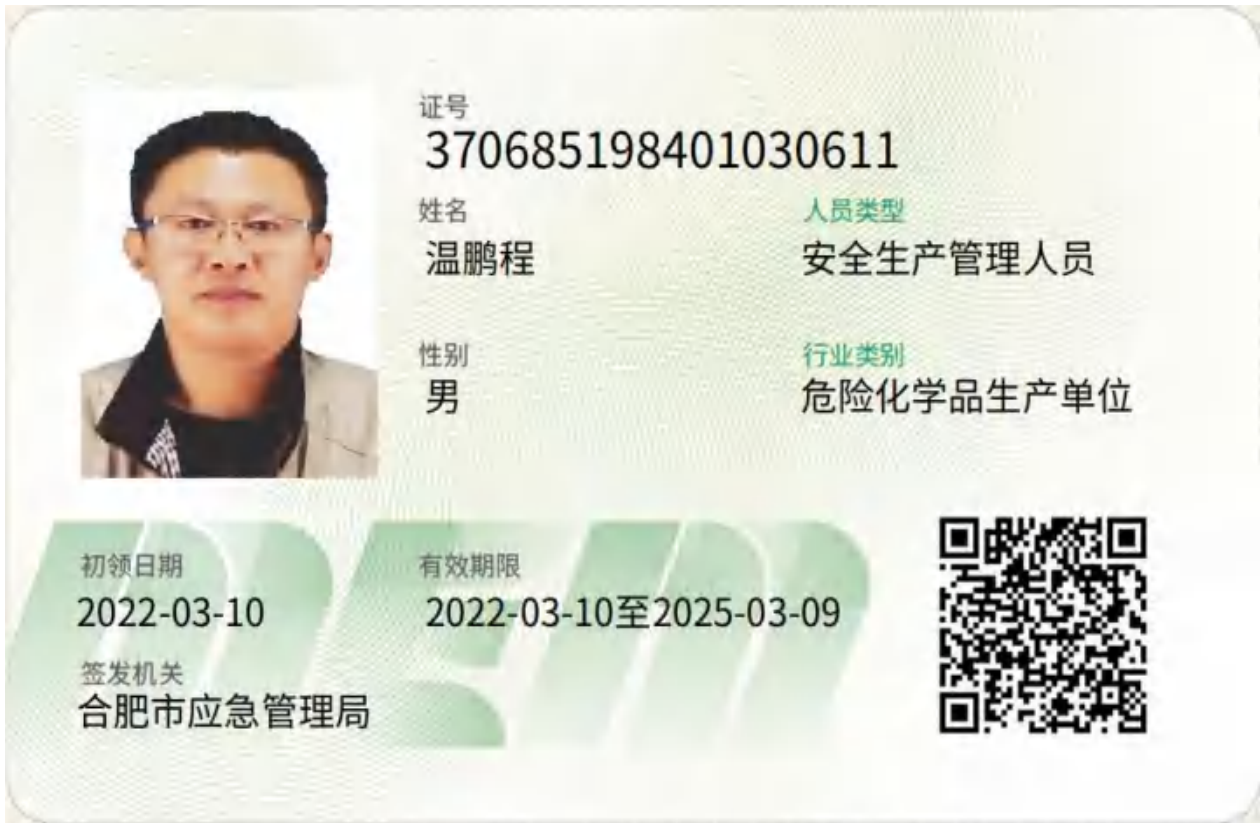 证号
370685198401030611
姓名
人员类型
温鹏程
安全生产管理人员
性别
行业类别
男
危险化学品生产单位
初领日期
有效期限
2022-03-10
2022-03-10至2025-03-09
签发机关
合肥市应急管理局